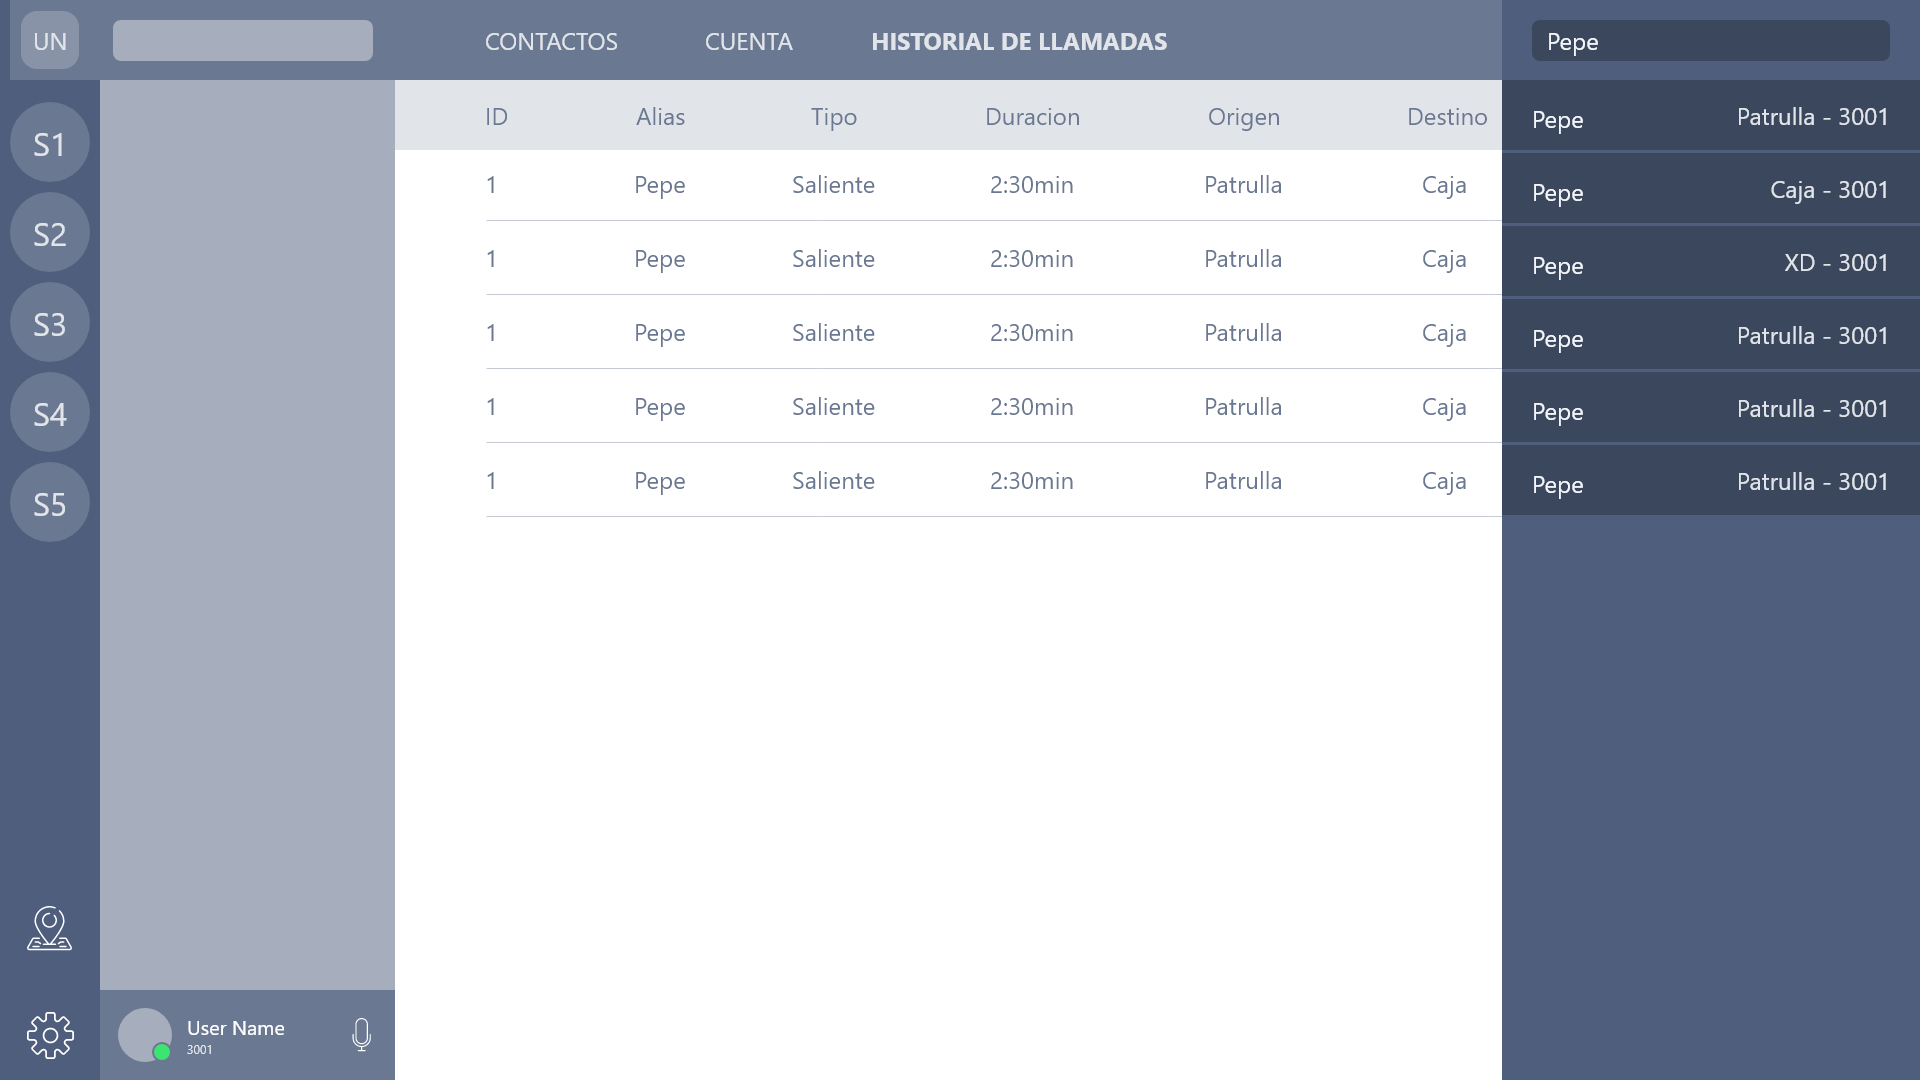 UN
CONTACTOS CUENTA HISTORIAL DE LLAMADAS
Pepe
S1
S2
S3
S4
S5
ID Alias Tipo Duracion Origen Destino
1 Pepe Saliente 2:30min Patrulla Caja
1 Pepe Saliente 2:30min Patrulla Caja
1 Pepe Saliente 2:30min Patrulla Caja
1 Pepe Saliente 2:30min Patrulla Caja
1 Pepe Saliente 2:30min Patrulla Caja
Pepe Patrulla - 3001
Pepe Caja - 3001
Pepe XD - 3001
Pepe Patrulla - 3001
Pepe Patrulla - 3001
Pepe Patrulla - 3001
User Name
3001